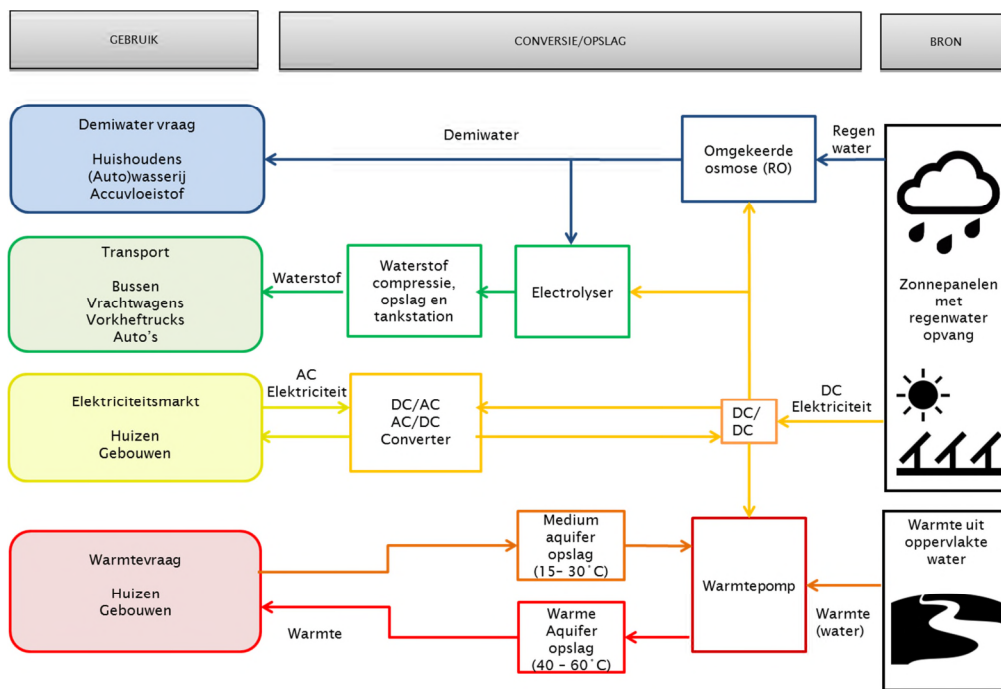 GEBRUIK
CONVERSIE/OPSLAG
BRON
Demiwater vraag
Huishoudens
(Auto)wasserij
Accuvloeistof
Demiwater
Omgekeerde
osmose (RO)
Regen
water
Transport
Bussen
Vrachtwagens
Vorkheftrucks
Auto's
Waterstof
Waterstof
compressie,
opslag en
tankstation
Electrolyser
Zonnepanelen
met
regenwater
opvang
Elektriciteitsmarkt
Huizen
Gebouwen
AC
Elektriciteit
DC/AC
AC/DC
Converter
DC/
DC
DC
Elektriciteit
Warmtevraag
Huizen
Gebouwen
Warmte
Medium
aquifer
opslag
(15- 30˚C)
Warme
Aquifer
opslag
(40 - 60˚C)
Warmtepomp
Warmte
(water)
Warmte uit
oppervlakte
water